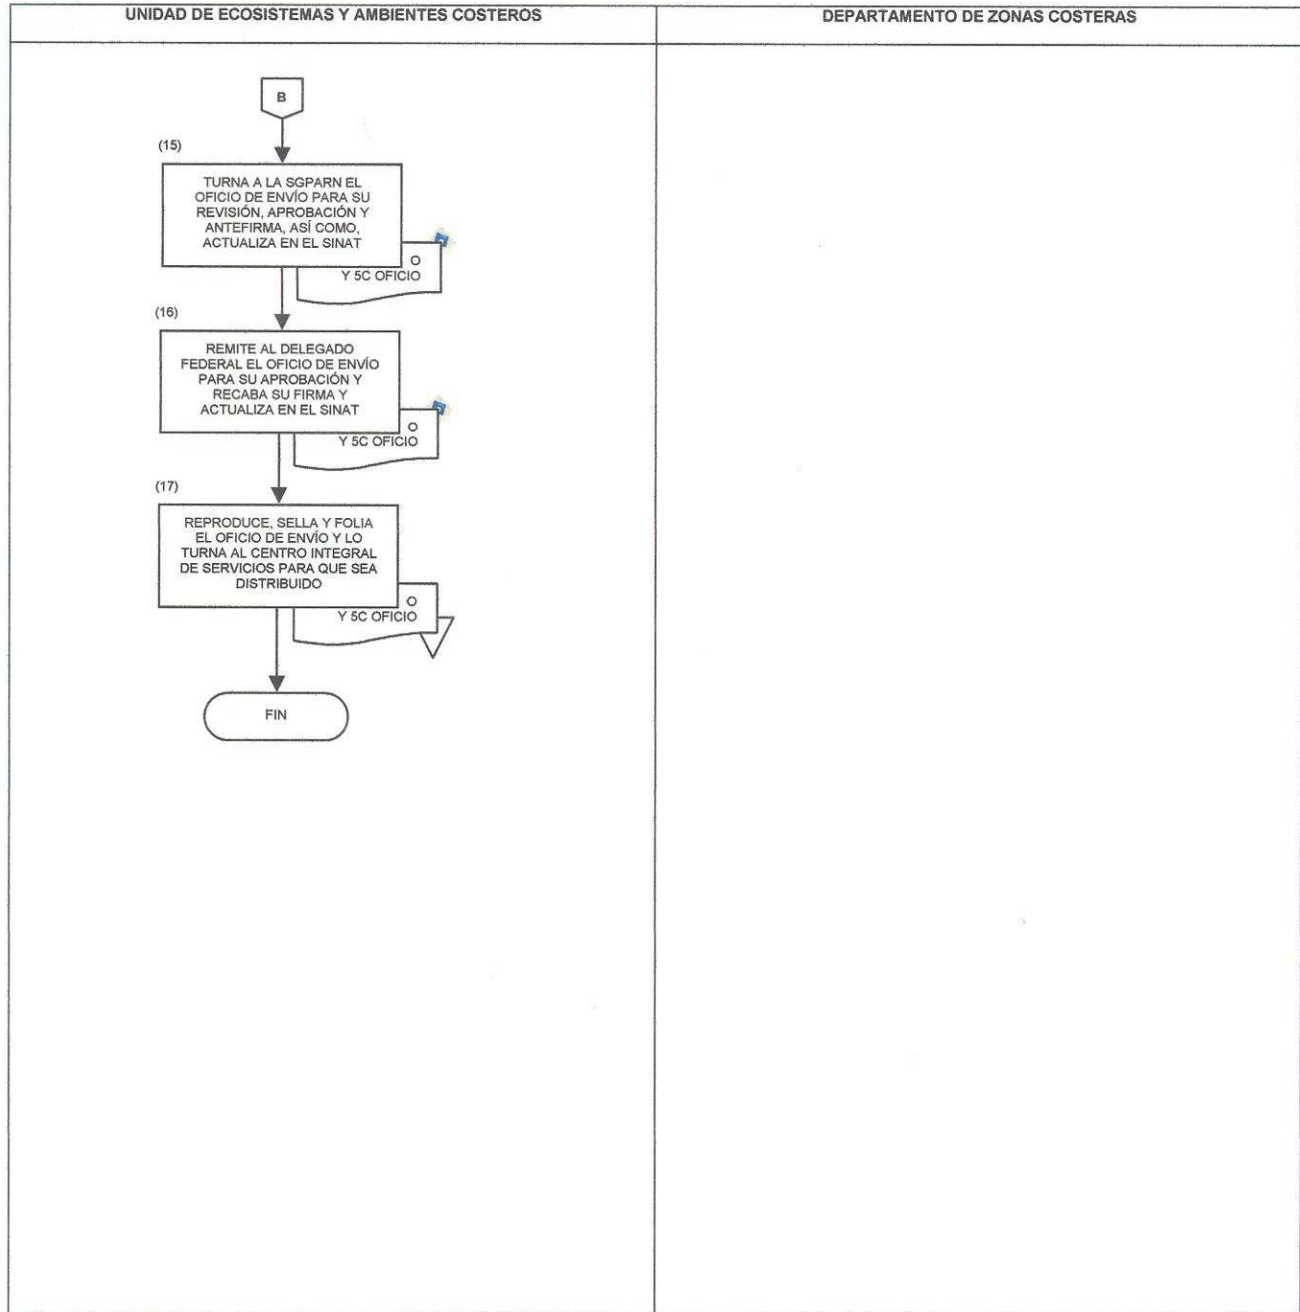 UNIDAD DE ECOSISTEMAS Y AMBIENTES COSTEROS
DEPARTAMENTO DE ZONAS COSTERAS
B
(15)
TURNA A LA SGPARN EL
OFICIO DE ENVÍO PARA SU
REVISIÓN, APROBACIÓN Y
ANTEFIRMA, ASÍ COMO,
ACTUALIZA EN EL SINAT
O
Y 5C OFICIO
(16)
REMITE AL DELEGADO
FEDERAL EL OFICIO DE ENVÍO
PARA SU APROBACIÓN Y
RECABA SU FIRMA Y
ACTUALIZA EN EL SINAT
O
Y 5C OFICIO
(17)
REPRODUCE, SELLA Y FOLIA
EL OFICIO DE ENVÍO Y LO
TURNA AL CENTRO INTEGRAL
DE SERVICIOS PARA QUE SEA
DISTRIBUIDO
O
Y 5C OFICIO
FIN